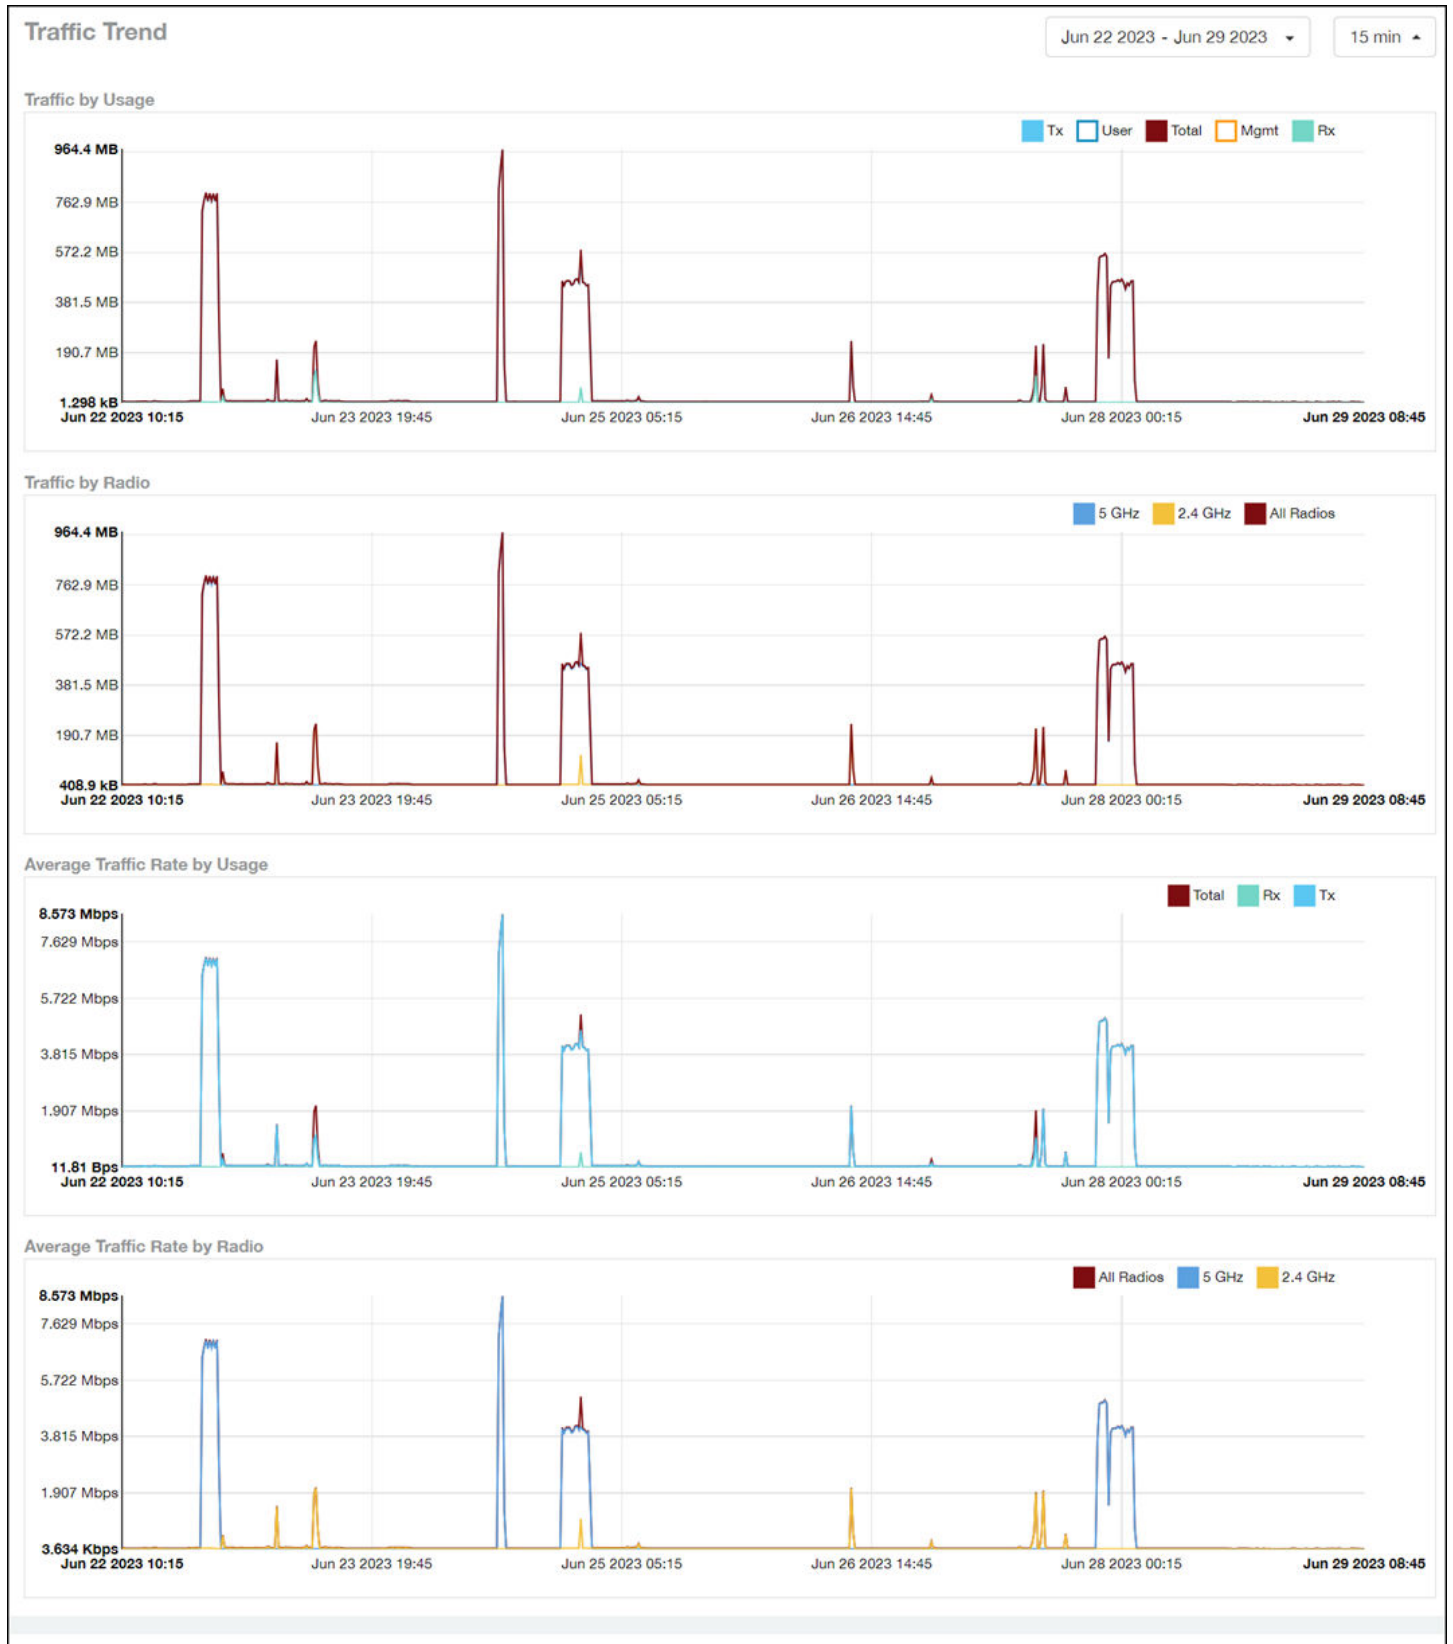 Traffic Trend
Jun 22 2023 - Jun 29 2023
15 min
Traffic by Usage
Tx User Total Mgmt Rx
964.4 MB
762.9 MB
572.2 MB
381.5 MB
190.7 MB
1.298 kB
Jun 22 2023 10:15 Jun 23 2023 19:45 Jun 25 2023 05:15 Jun 26 2023 14:45 Jun 28 2023 00:15 Jun 29 2023 08:45
Traffic by Radio
5 GHz 2.4 GHz All Radios
964.4 MB
762.9 MB
572.2 MB
381.5 MB
190.7 MB
408.9 kB
Jun 22 2023 10:15 Jun 23 2023 19:45 Jun 25 2023 05:15 Jun 26 2023 14:45 Jun 28 2023 00:15 Jun 29 2023 08:45
Average Traffic Rate by Usage
Total Rx Tx
8.573 Mbps
7.629 Mbps
5.722 Mbps
3.815 Mbps
1.907 Mbps
11.81 Bps
Jun 22 2023 10:15 Jun 23 2023 19:45 Jun 25 2023 05:15 Jun 26 2023 14:45 Jun 28 2023 00:15 Jun 29 2023 08:45
Average Traffic Rate by Radio
All Radios 5 GHz 2.4 GHz
8.573 Mbps
7.629 Mbps
5.722 Mbps
3.815 Mbps
1.907 Mbps
3.634 Kbps
Jun 22 2023 10:15 Jun 23 2023 19:45 Jun 25 2023 05:15 Jun 26 2023 14:45 Jun 28 2023 00:15 Jun 29 2023 08:45